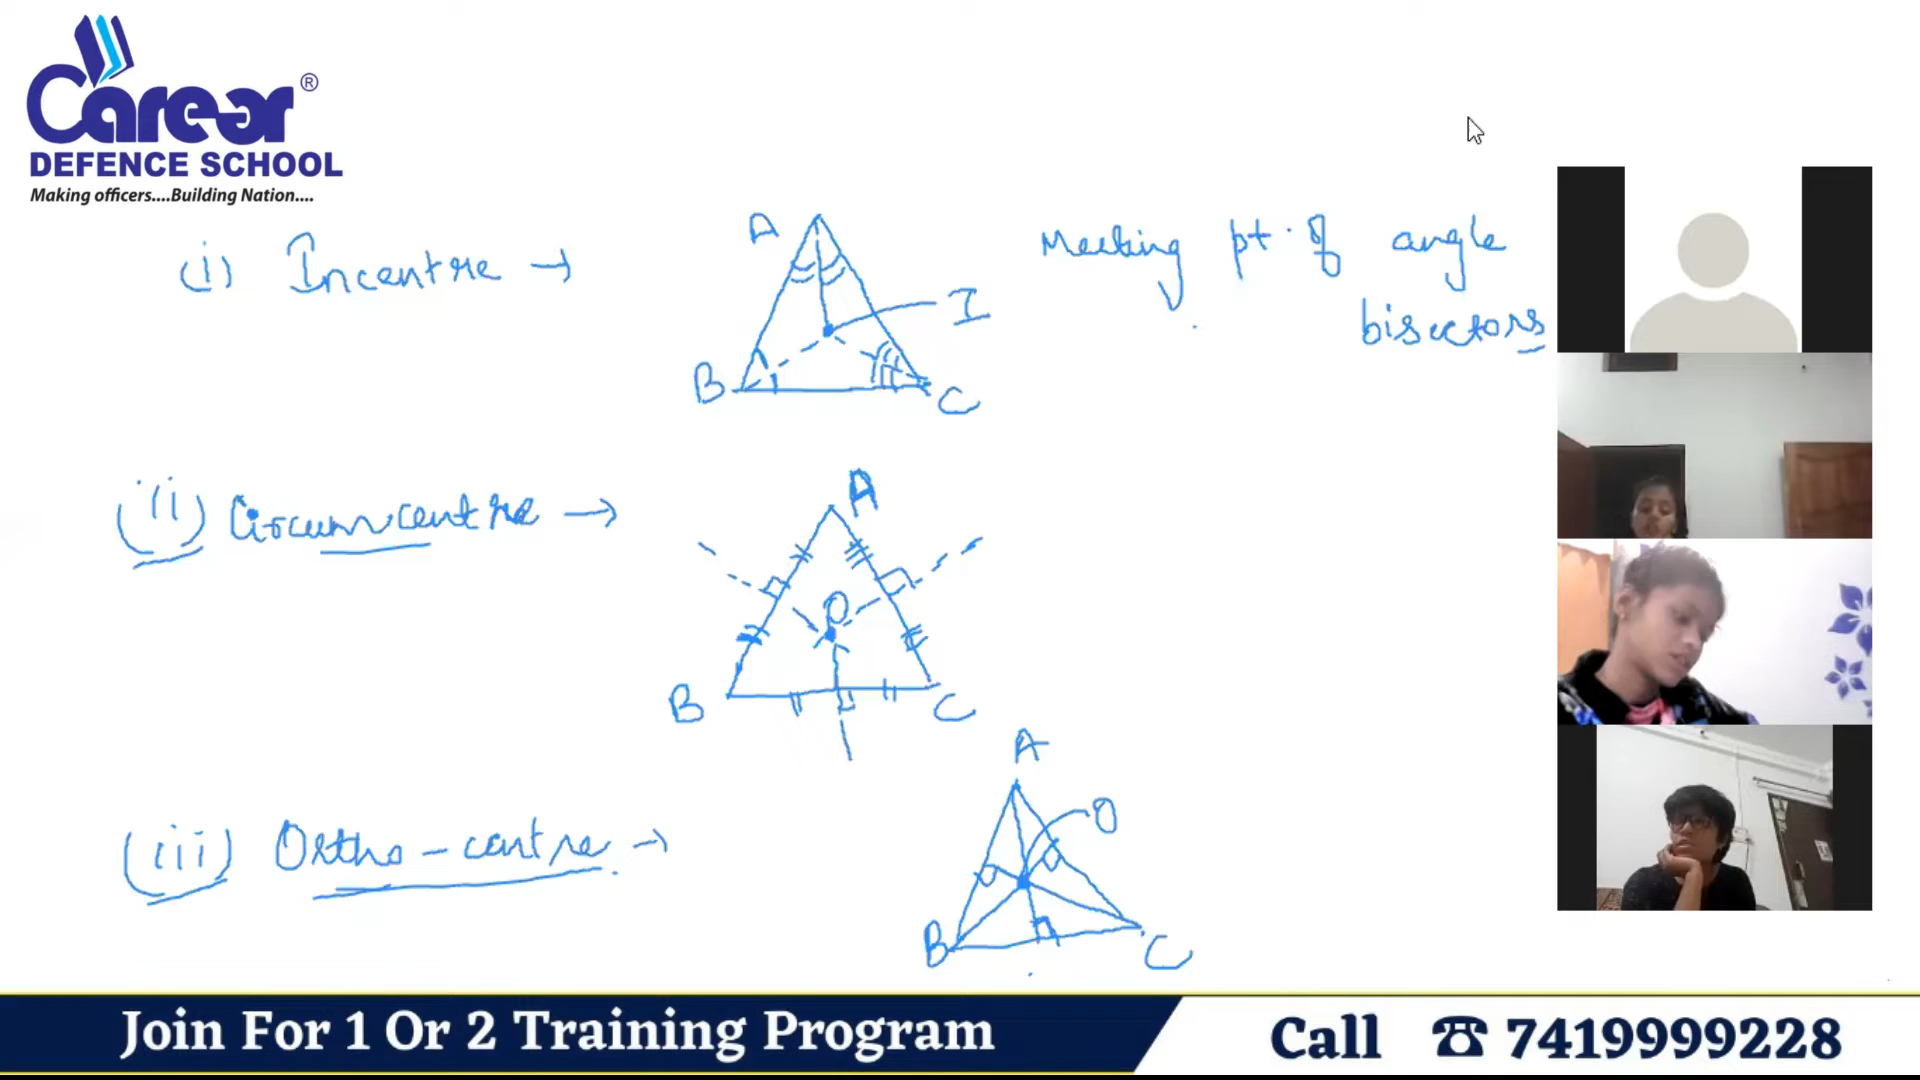 Carear®
DEFENCE SCHOOL
Making officers....Building Nation....
(i) Incentre →
A
B
C
I
Meeting pt. of angle
bisectors
(ii) Circumcentre →
A
O
B
C
(iii) Ortho-centre →
A
O
B
C
Join For 1 Or 2 Training Program
Call ☎ 7419999228